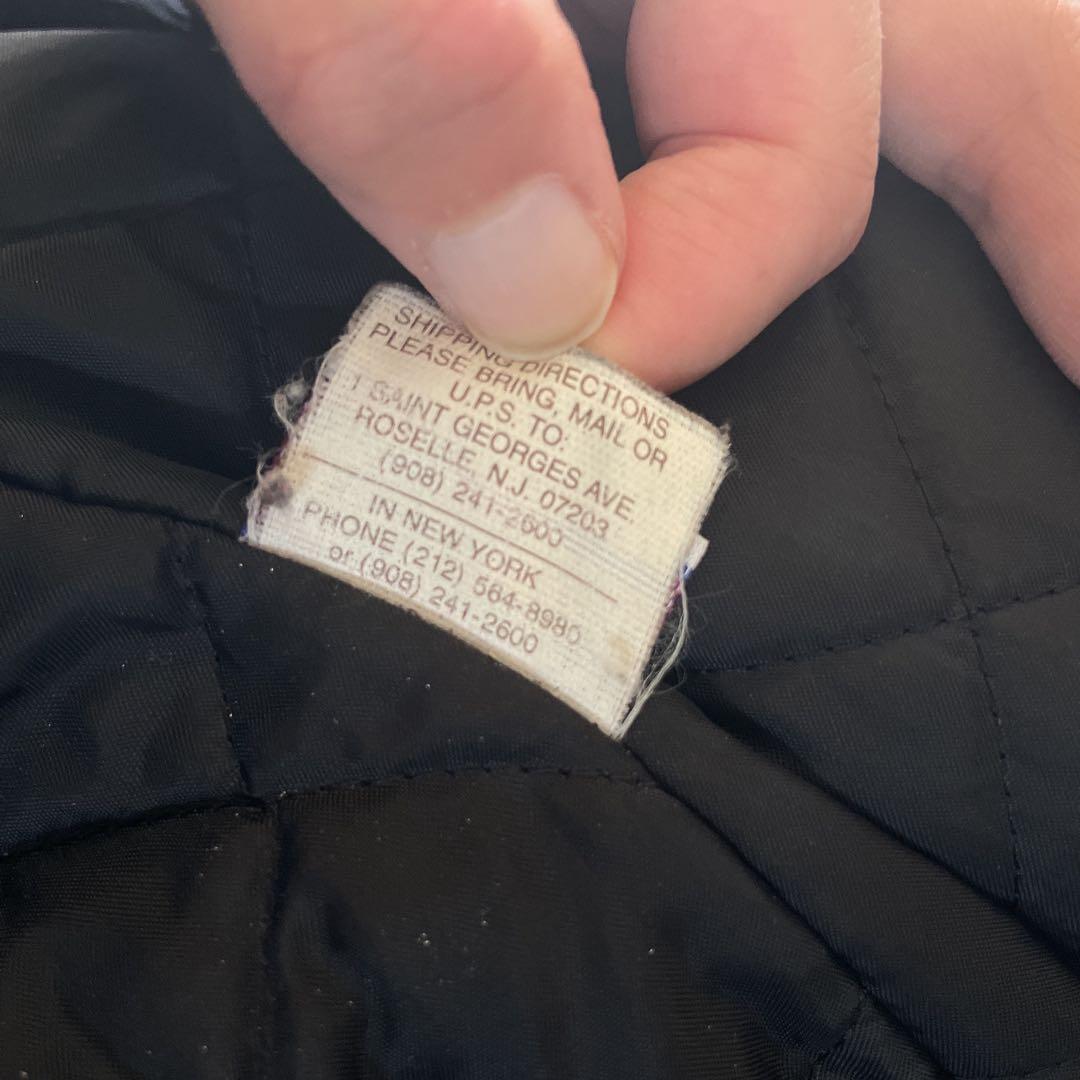 SHIPPING DIRECTIONS
PLEASE BRING, MAIL OR
U.P.S. TO:
1 SAINT GEORGES AVE.
ROSELLE, N.J. 07203
(908) 241-2600
IN NEW YORK
PHONE (212) 564-8980
or (908) 241-2600